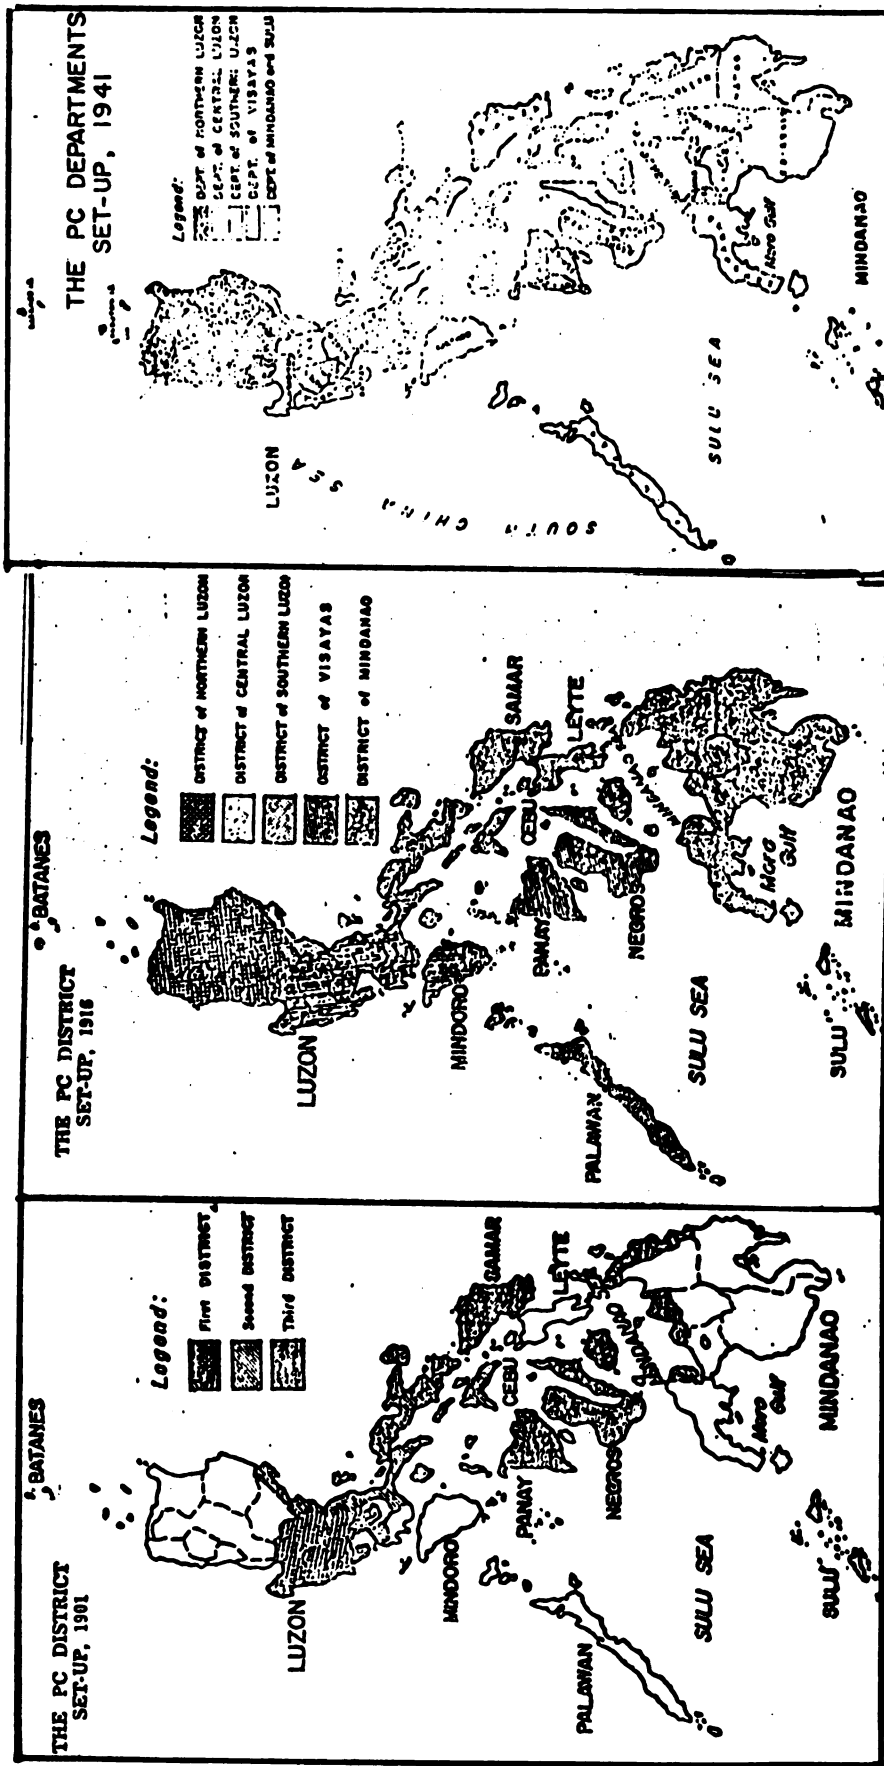 THE PC DISTRICT
SET-UP, 1901
BATANES
Legend:
First DISTRICT
Second DISTRICT
Third DISTRICT
LUZON
MINDORO
SAMAR
LEYTE
CEBU
PANAY
NEGROS
PALAWAN
MINDANAO
SULU SEA
Moro
Gulf
SULU
MINDANAO
THE PC DISTRICT
SET-UP, 1916
BATANES
Legend:
DISTRICT of NORTHERN LUZON
DISTRICT of CENTRAL LUZON
DISTRICT of SOUTHERN LUZON
DISTRICT of VISAYAS
DISTRICT of MINDANAO
LUZON
MINDORO
SAMAR
LEYTE
CEBU
PANAY
NEGROS
PALAWAN
MINDANAO
SULU SEA
Moro
Gulf
SULU
MINDANAO
THE PC DEPARTMENTS
SET-UP, 1941
Legend:
DEPT. of NORTHERN LUZON
DEPT. of CENTRAL LUZON
DEPT. of SOUTHERN LUZON
DEPT. of VISAYAS
DEPT. of MINDANAO and SULU
LUZON
SOUTH CHINA SEA
SULU SEA
Moro Gulf
MINDANAO